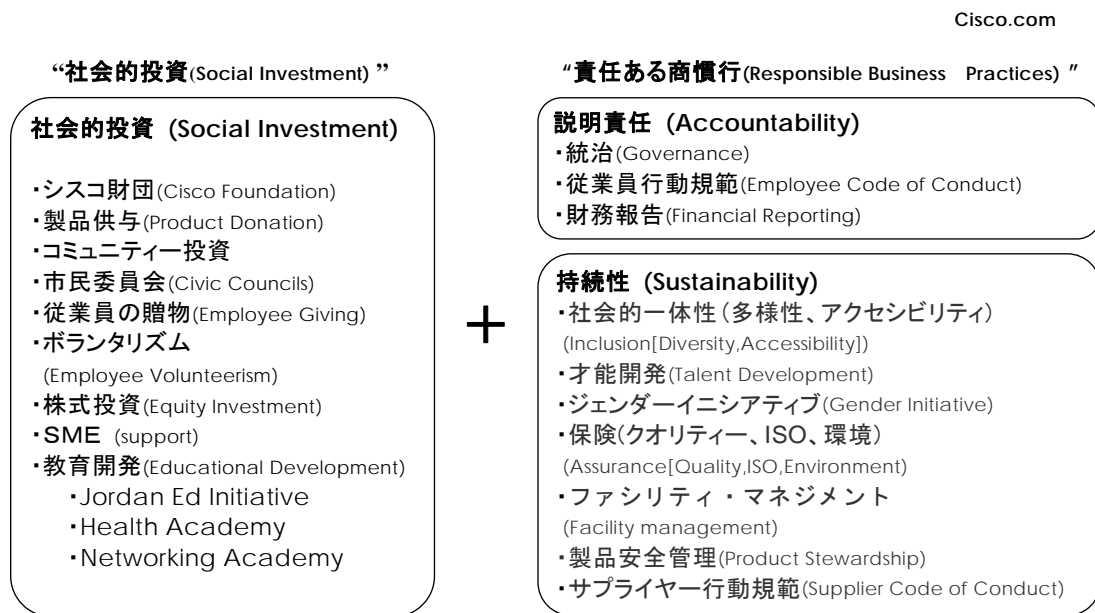 Cisco.com
“社会的投資(Social Investment) ”
社会的投資 (Social Investment)
・シスコ財団(Cisco Foundation)
・製品供与(Product Donation)
・コミュニティー投資
・市民委員会(Civic Councils)
・従業員の贈物(Employee Giving)
・ボランタリズム
(Employee Volunteerism)
・株式投資(Equity Investment)
・SME (support)
・教育開発(Educational Development)
・Jordan Ed Initiative
・Health Academy
・Networking Academy
+
“責任ある商慣行(Responsible Business Practices) ”
説明責任 (Accountability)
・統治(Governance)
・従業員行動規範(Employee Code of Conduct)
・財務報告(Financial Reporting)
持続性 (Sustainability)
・社会的一体性(多様性、アクセシビリティ)
(Inclusion[Diversity,Accessibility])
・才能開発(Talent Development)
・ジェンダーイニシアティブ(Gender Initiative)
・保険(クオリティー、ISO、環境)
(Assurance[Quality,ISO,Environment)
・ファシリティ・マネジメント
(Facility management)
・製品安全管理(Product Stewardship)
・サプライヤー行動規範(Supplier Code of Conduct)